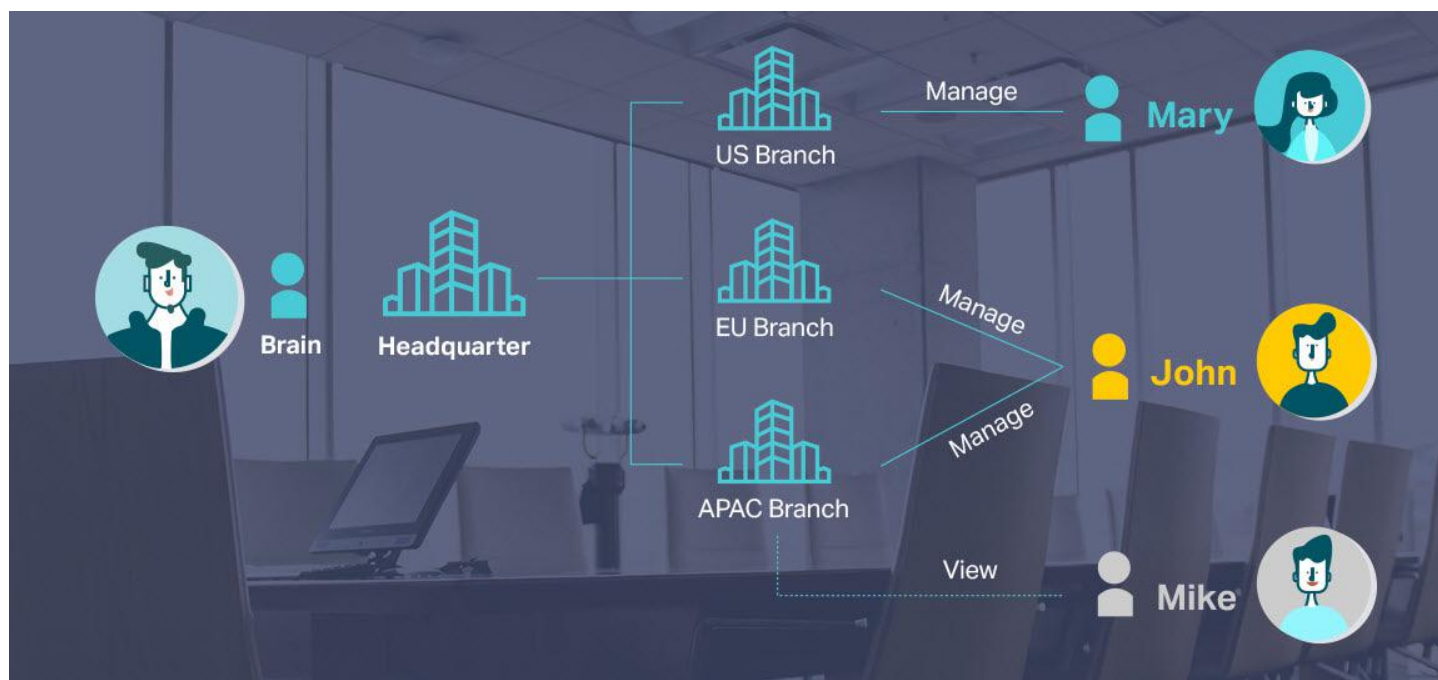 Manage
Mary
US Branch
Brain
Headquarter
EU Branch
Manage
John
Manage
APAC Branch
View
Mike